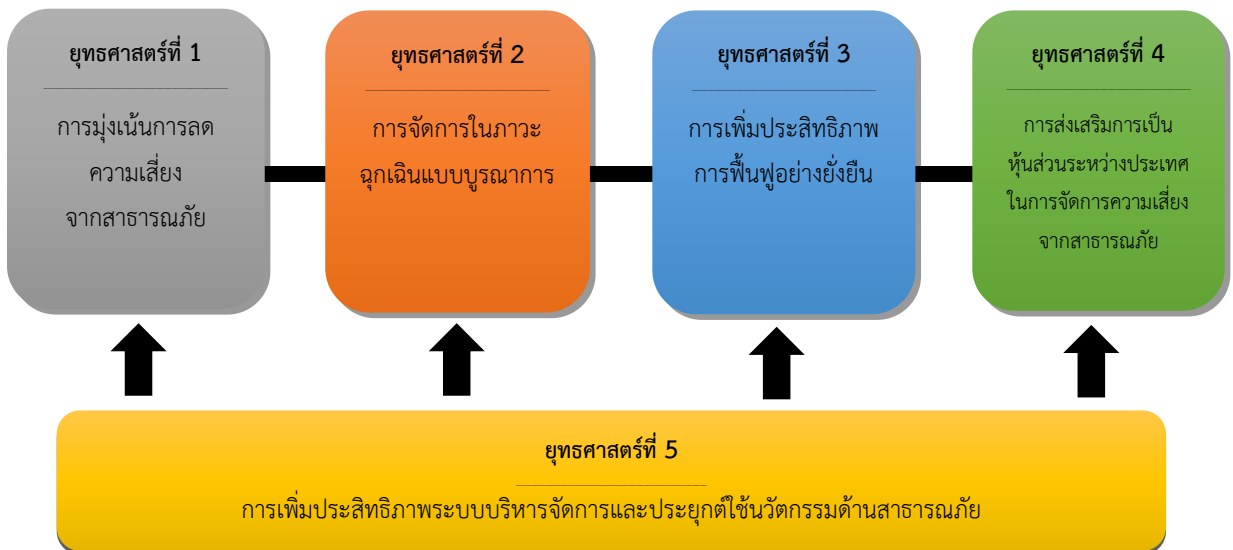 ยุทธศาสตร์ที่ 1
การมุ่งเน้นการลด
ความเสี่ยง
จากสาธารณภัย
ยุทธศาสตร์ที่ 2
การจัดการในภาวะ
ฉุกเฉินแบบบูรณาการ
ยุทธศาสตร์ที่ 3
การเพิ่มประสิทธิภาพ
การฟื้นฟูอย่างยั่งยืน
ยุทธศาสตร์ที่ 4
การส่งเสริมการเป็น
หุ้นส่วนระหว่างประเทศ
ในการจัดการความเสี่ยง
จากสาธารณภัย
ยุทธศาสตร์ที่ 5
การเพิ่มประสิทธิภาพระบบบริหารจัดการและประยุกต์ใช้นวัตกรรมด้านสาธารณภัย